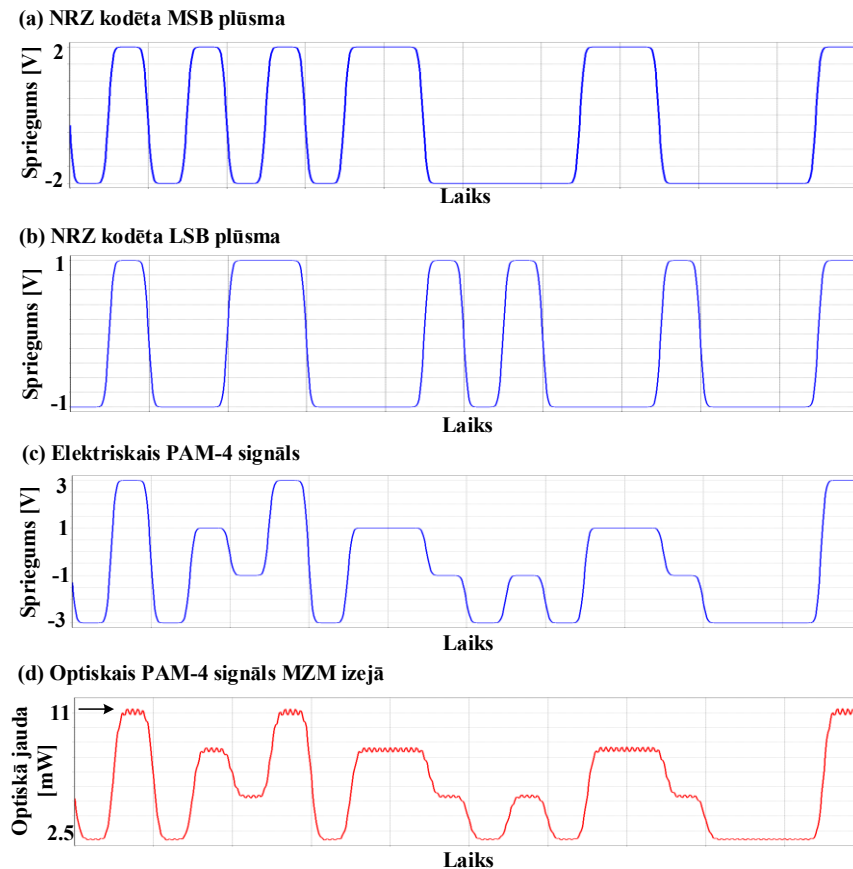 (a) NRZ kodēta MSB plūsma
2
Spriegums [V]
-2
Laiks
(b) NRZ kodēta LSB plūsma
1
Spriegums [V]
-1
Laiks
(c) Elektriskais PAM-4 signāls
3
1
Spriegums [V]
-1
-3
Laiks
(d) Optiskais PAM-4 signāls MZM izejā
11
Optiskā jauda
[mW]
2.5
Laiks